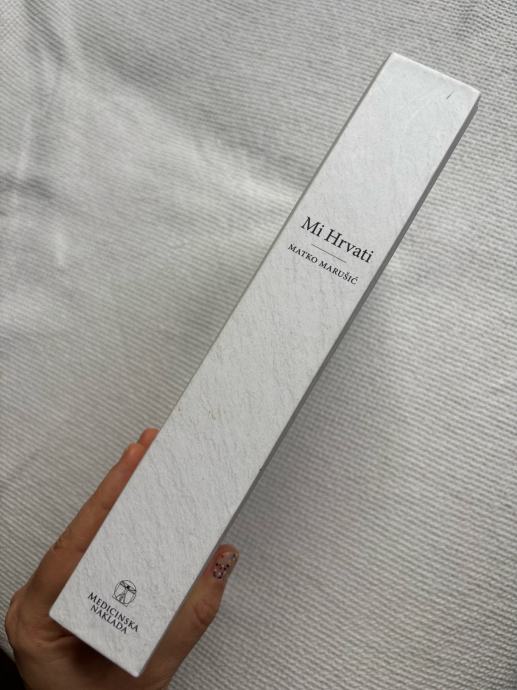 Mi Hrvati
MATKO MARUŠIĆ
MEDICINSKA
NAKLADA